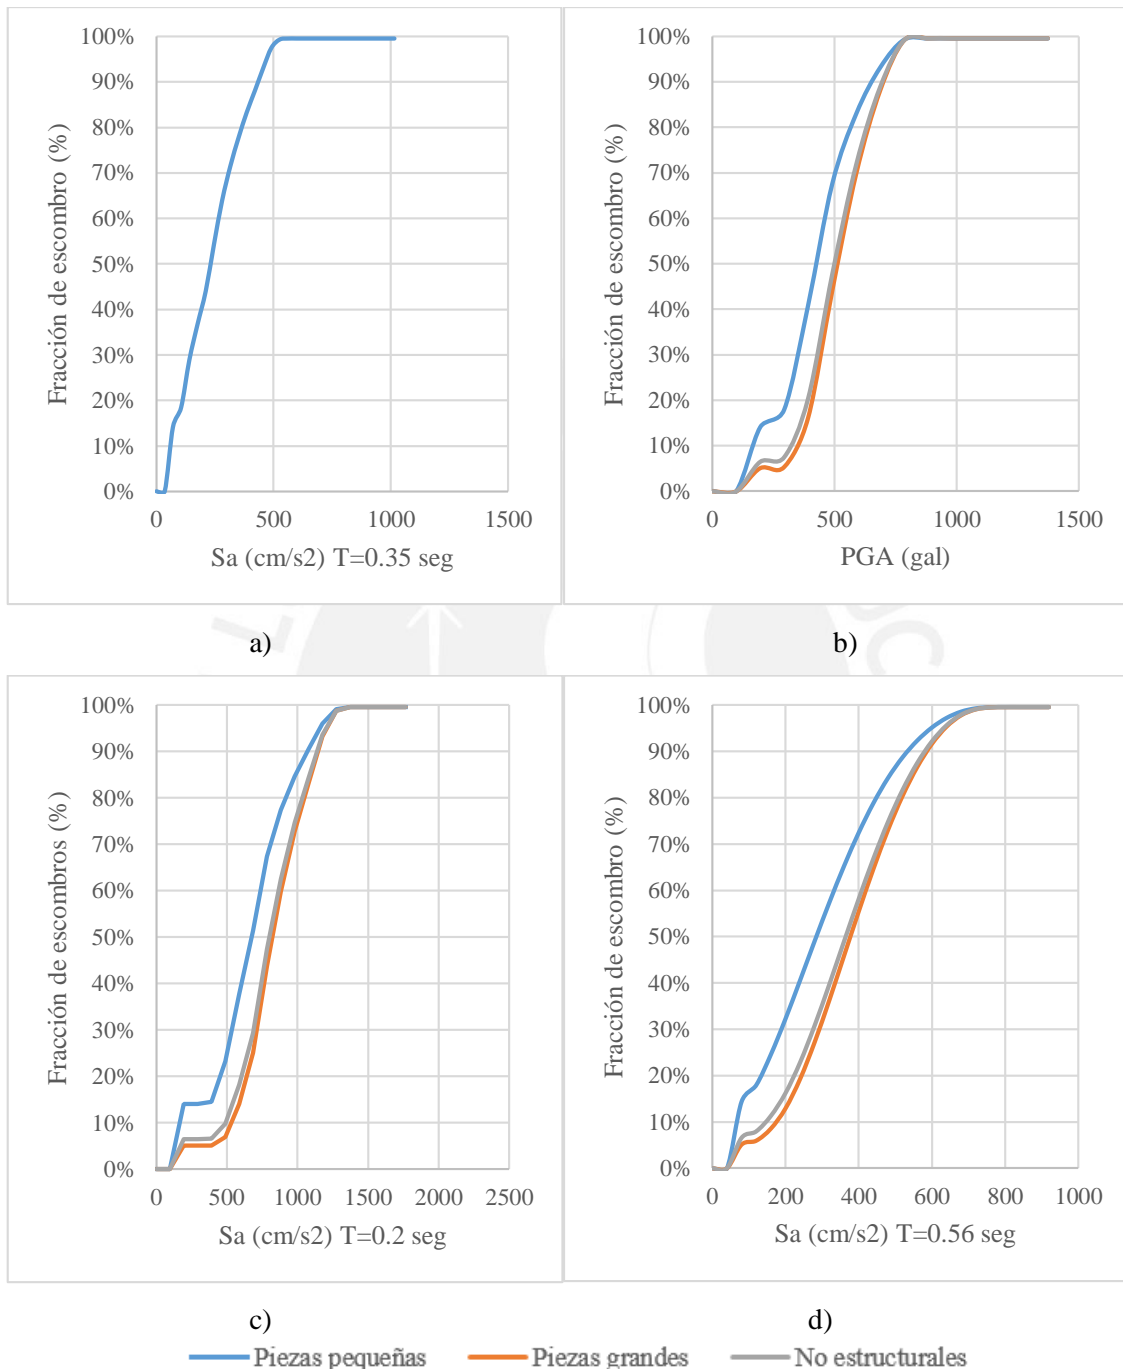 100%
90%
80%
70%
60%
50%
40%
30%
20%
10%
0%
Fracción de escombro (%)
0 500 1000 1500
Sa (cm/s2) T=0.35 seg
a)
100%
90%
80%
70%
60%
50%
40%
30%
20%
10%
0%
Fracción de escombro (%)
0 500 1000 1500
PGA (gal)
b)
100%
90%
80%
70%
60%
50%
40%
30%
20%
10%
0%
Fracción de escombros (%)
0 500 1000 1500 2000 2500
Sa (cm/s2) T=0.2 seg
c)
100%
90%
80%
70%
60%
50%
40%
30%
20%
10%
0%
Fracción de escombro (%)
0 200 400 600 800 1000
Sa (cm/s2) T=0.56 seg
d)
Piezas pequeñas Piezas grandes No estructurales